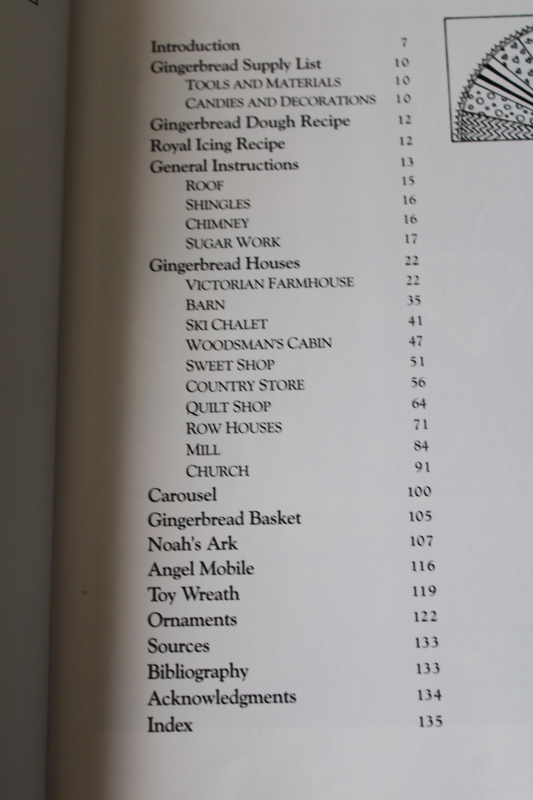 Introduction 7
Gingerbread Supply List 10
TOOLS AND MATERIALS 10
CANDIES AND DECORATIONS 10
Gingerbread Dough Recipe 12
Royal Icing Recipe 12
General Instructions 13
ROOF 15
SHINGLES 16
CHIMNEY 16
SUGAR WORK 17
Gingerbread Houses 22
VICTORIAN FARMHOUSE 22
BARN 35
SKI CHALET 41
WOODSMAN'S CABIN 47
SWEET SHOP 51
COUNTRY STORE 56
QUILT SHOP 64
ROW HOUSES 71
MILL 84
CHURCH 91
Carousel 100
Gingerbread Basket 105
Noah's Ark 107
Angel Mobile 116
Toy Wreath 119
Ornaments 122
Sources 133
Bibliography 133
Acknowledgments 134
Index 135